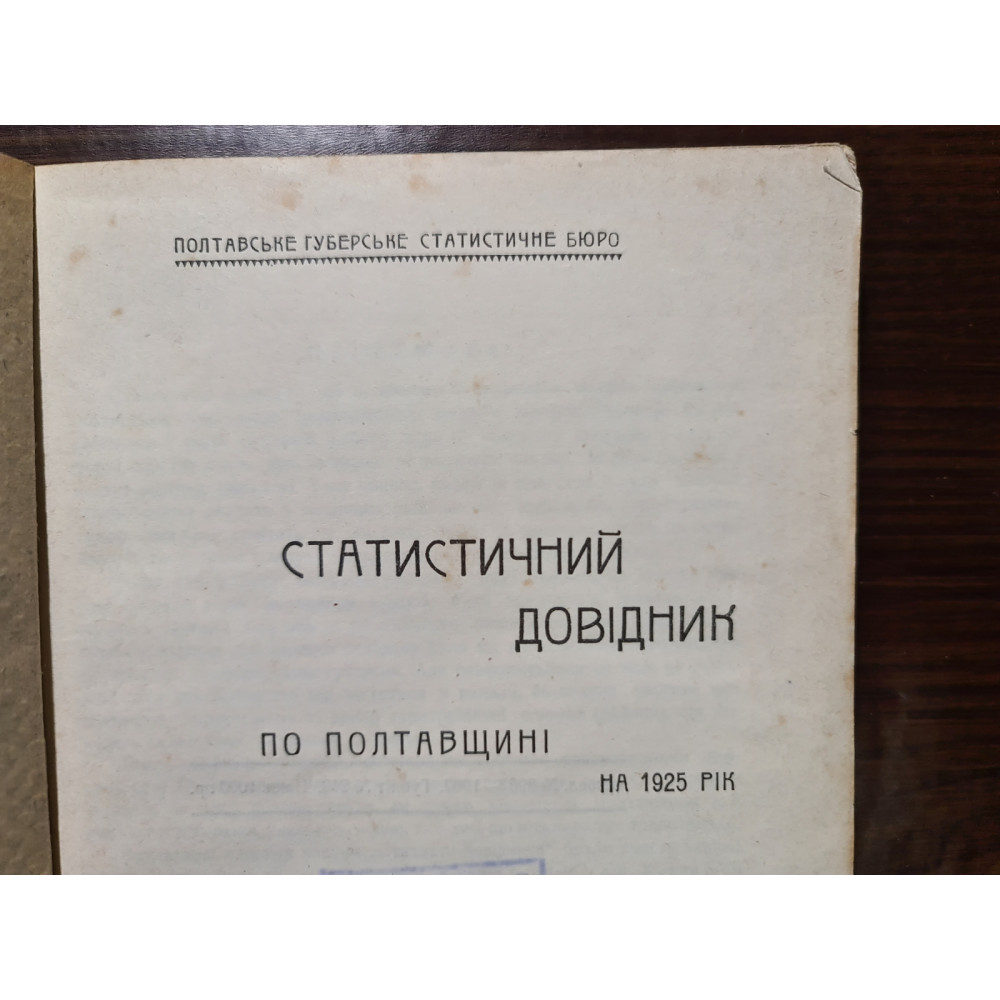 ПОЛТАВСЬКЕ ГУБЕРСЬКЕ СТАТИСТИЧНЕ БЮРО
СТАТИСТИЧНИЙ
ДОВІДНИК
ПО ПОЛТАВЩИНІ
НА 1925 РІК